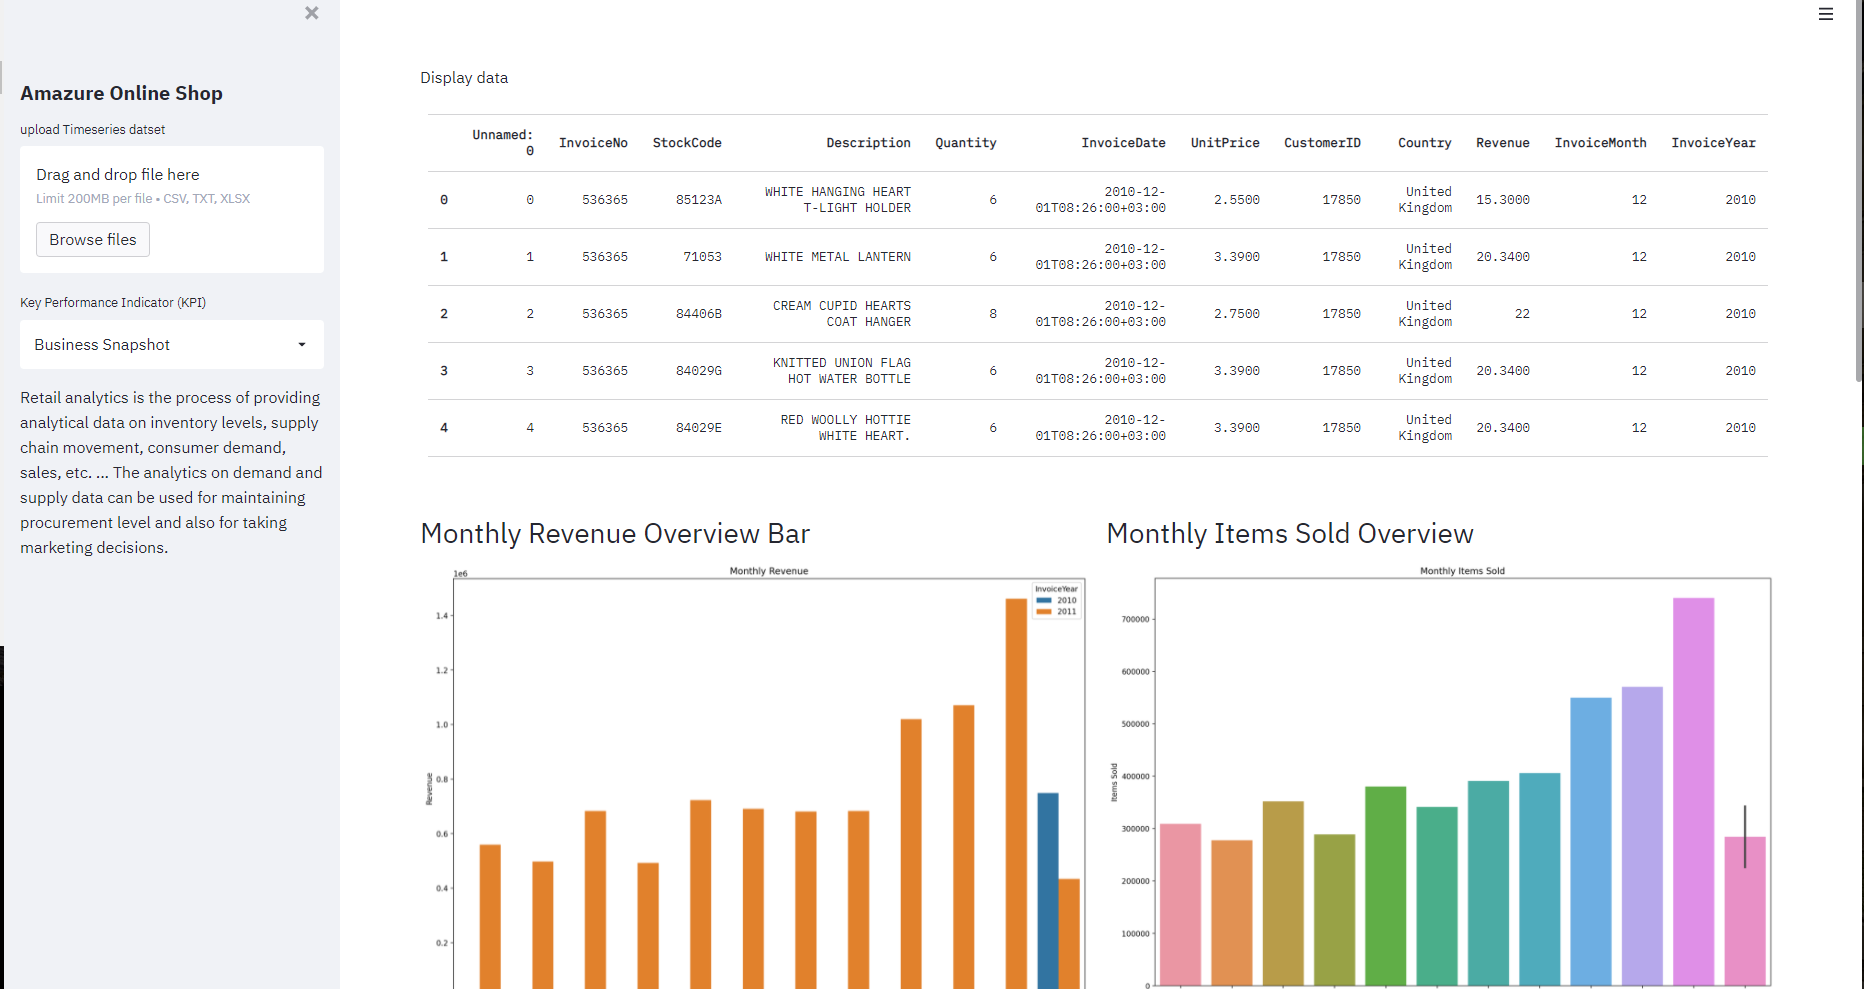 Amazure Online Shop
upload Timeseries datset
Drag and drop file here
Limit 200MB per file • CSV, TXT, XLSX
Browse files
Key Performance Indicator (KPI)
Business Snapshot
Retail analytics is the process of providing
analytical data on inventory levels, supply
chain movement, consumer demand,
sales, etc. ... The analytics on demand and
supply data can be used for maintaining
procurement level and also for taking
marketing decisions.
Display data
Unnamed: 0 InvoiceNo StockCode Description Quantity InvoiceDate UnitPrice CustomerID Country Revenue InvoiceMonth InvoiceYear
0 0 536365 85123A WHITE HANGING HEART T-LIGHT HOLDER 6 2010-12-01T08:26:00+03:00 2.5500 17850 United Kingdom 15.3000 12 2010
1 1 536365 71053 WHITE METAL LANTERN 6 2010-12-01T08:26:00+03:00 3.3900 17850 United Kingdom 20.3400 12 2010
2 2 536365 84406B CREAM CUPID HEARTS COAT HANGER 8 2010-12-01T08:26:00+03:00 2.7500 17850 United Kingdom 22 12 2010
3 3 536365 84029G KNITTED UNION FLAG HOT WATER BOTTLE 6 2010-12-01T08:26:00+03:00 3.3900 17850 United Kingdom 20.3400 12 2010
4 4 536365 84029E RED WOOLLY HOTTIE WHITE HEART. 6 2010-12-01T08:26:00+03:00 3.3900 17850 United Kingdom 20.3400 12 2010
Monthly Revenue Overview Bar
1e6
Monthly Revenue
InvoiceYear
2010
2011
1.4
1.2
1.0
0.8
0.6
0.4
0.2
Revenue
Monthly Items Sold Overview
Monthly Items Sold
700000
600000
500000
400000
300000
200000
100000
0
Items Sold